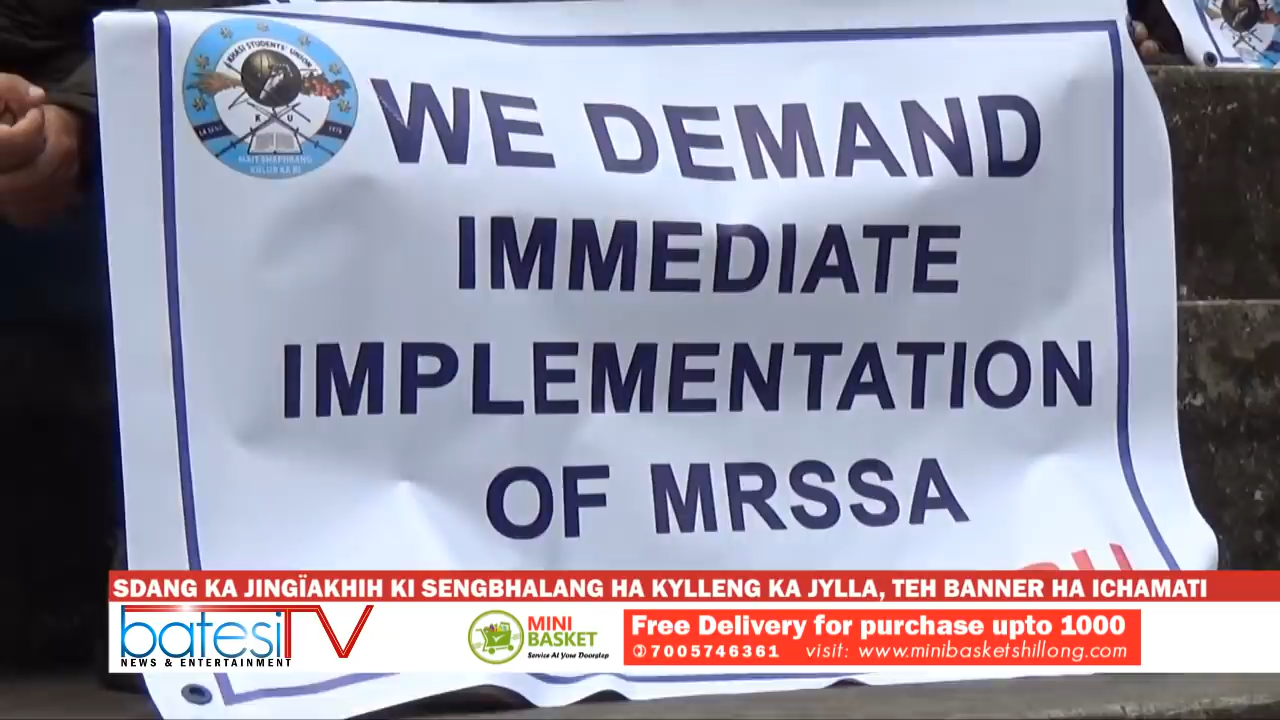 KHASI STUDENTS' UNION
K U
MAIT SHAPHRANG
KHLUR KA RI
WE DEMAND
IMMEDIATE
IMPLEMENTATION
OF MRSSA
SDANG KA JINGÏAKHIH KI SENGBHALANG HA KYLLENG KA JYLLA, TEH BANNER HA ICHAMATI
batesi TV
NEWS & ENTERTAINMENT
MINI
BASKET
Service At Your Doorstep
Free Delivery for purchase upto 1000
7005746361 visit: www.minibasketshillong.com